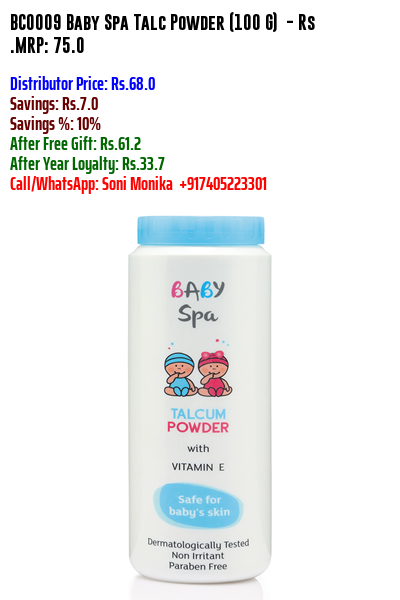 BC0009 Baby Spa Talc Powder (100 G)  - Rs
.MRP: 75.0
Distributor Price: Rs.68.0
Savings: Rs.7.0
Savings %: 10%
After Free Gift: Rs.61.2
After Year Loyalty: Rs.33.7
Call/WhatsApp: Soni Monika  +917405223301
BABY
Spa
TALCUM
POWDER
with
VITAMIN E
Safe for
baby's skin
Dermatologically Tested
Non Irritant
Paraben Free